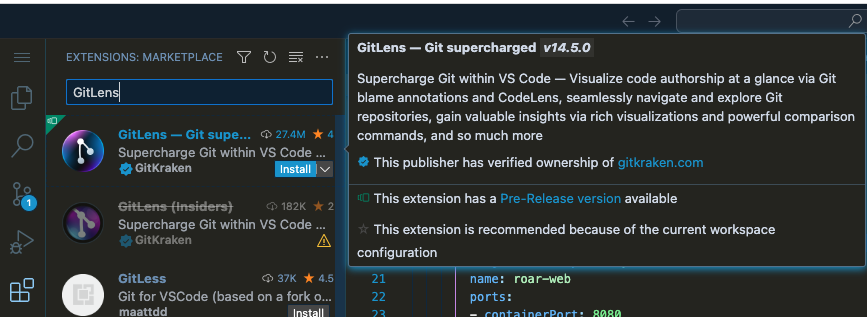 EXTENSIONS: MARKETPLACE
GitLens
GitLens — Git supe... 27.4M 4
Supercharge Git within VS Code ...
GitKraken Install
GitLens (Insiders) 182K 2
Supercharge Git within VS Code ...
GitKraken
GitLess 37K 4.5
Git for VSCode (based on a fork o...
maattdd Install
1
GitLens — Git supercharged v14.5.0
Supercharge Git within VS Code — Visualize code authorship at a glance via Git
blame annotations and CodeLens, seamlessly navigate and explore Git
repositories, gain valuable insights via rich visualizations and powerful comparison
commands, and so much more
This publisher has verified ownership of gitkraken.com
This extension has a Pre-Release version available
This extension is recommended because of the current workspace
configuration
21 name: roar-web
22 ports:
23 - containerPort: 8080